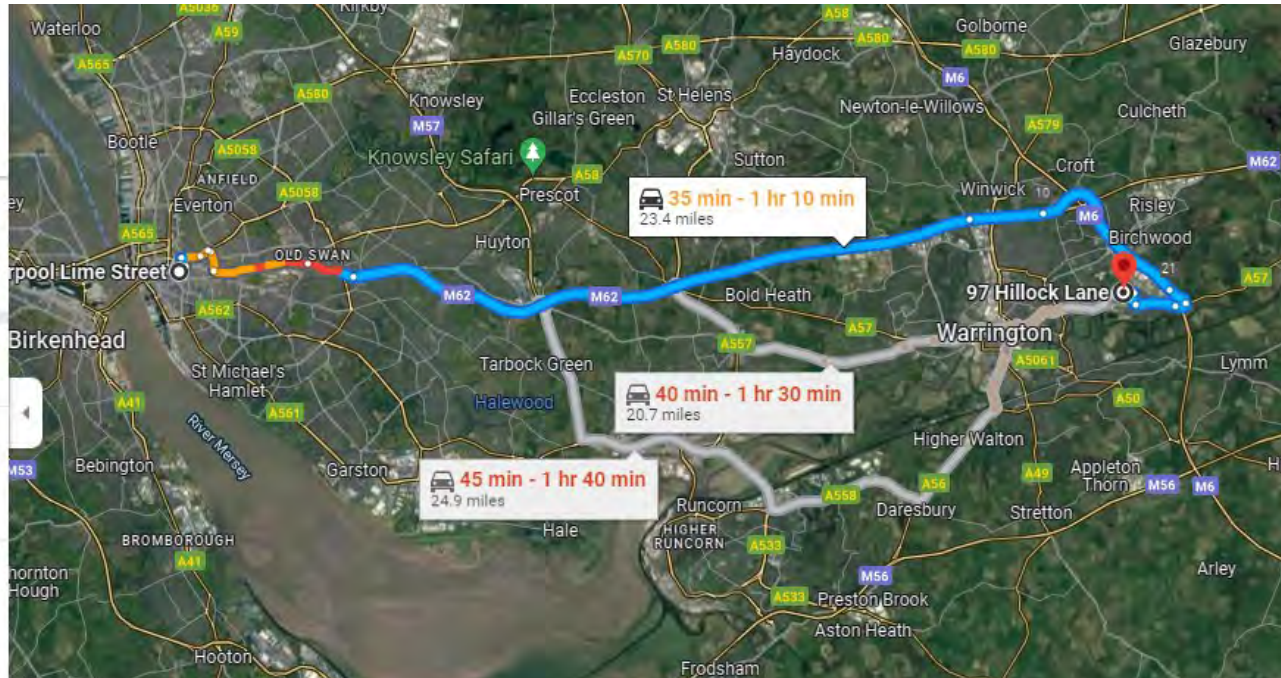 Waterloo
A5036
Kirkby
A59
A565
A580
A58
Golborne
Glazebury
A570
A580
Haydock
A580
A580
M6
Knowsley
Eccleston
St Helens
Newton-le-Willows
Culcheth
Gillar's Green
M57
A579
Bootle
A5058
Knowsley Safari
Sutton
Croft
M62
ANFIELD
A58
A5058
Prescot
Winwick
10
Everton
35 min - 1 hr 10 min
23.4 miles
M6
Risley
A565
Huyton
Birchwood
OLD SWAN
rpool Lime Street
21
A57
M62
M62
Bold Heath
97 Hillock Lane
A562
A57
Warrington
Birkenhead
A557
A5061
Tarbock Green
Lymm
St Michael's
Hamlet
40 min - 1 hr 30 min
20.7 miles
A41
A561
Halewood
A50
River Mersey
Higher Walton
M53
Bebington
Garston
45 min - 1 hr 40 min
24.9 miles
A49
Appleton
Thorn
M56
A56
A558
M6
Runcorn
Daresbury
Stretton
Hale
HIGHER
RUNCORN
BROMBOROUGH
A533
A41
Arley
hornton
Hough
M56
A533
Preston Brook
Aston Heath
Hooton
Frodsham